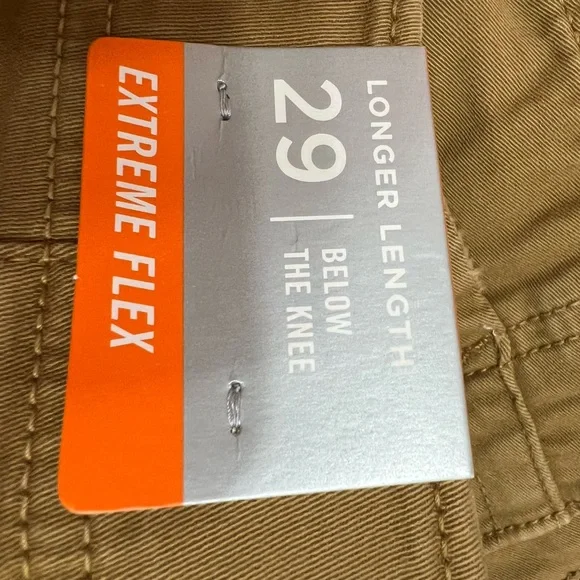 LONGER LENGTH
29 | BELOW
THE KNEE
EXTREME FLEX